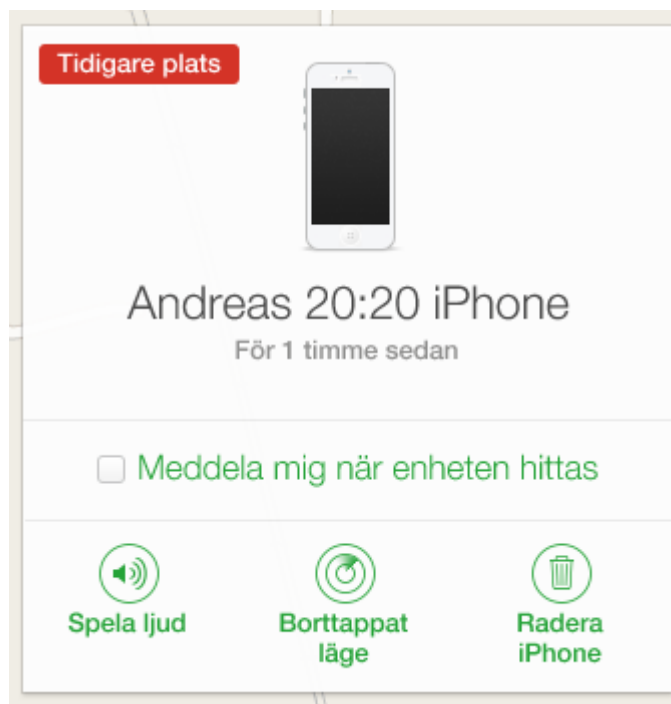 Tidigare plats
Andreas 20:20 iPhone
För 1 timme sedan
Meddela mig när enheten hittas
Spela ljud
Borttappat
läge
Radera
iPhone